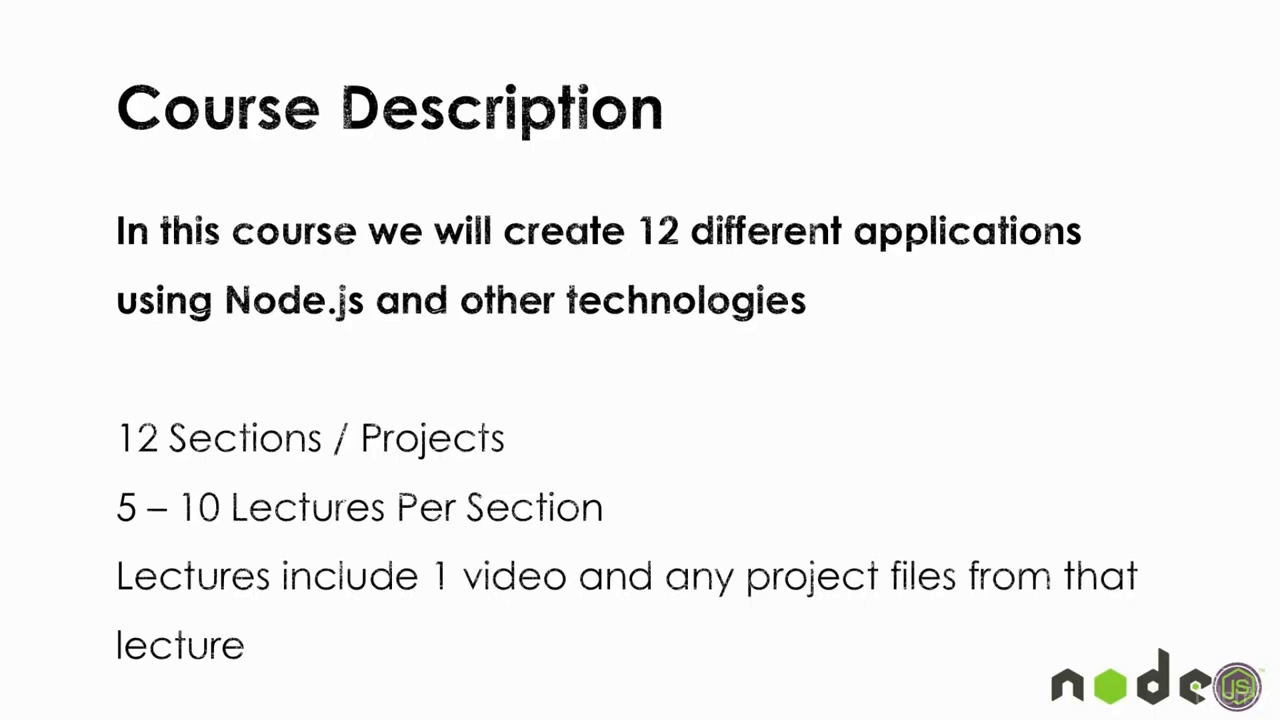 Course Description
In this course we will create 12 different applications
using Node.js and other technologies
12 Sections / Projects
5 – 10 Lectures Per Section
Lectures include 1 video and any project files from that
lecture
node
JS